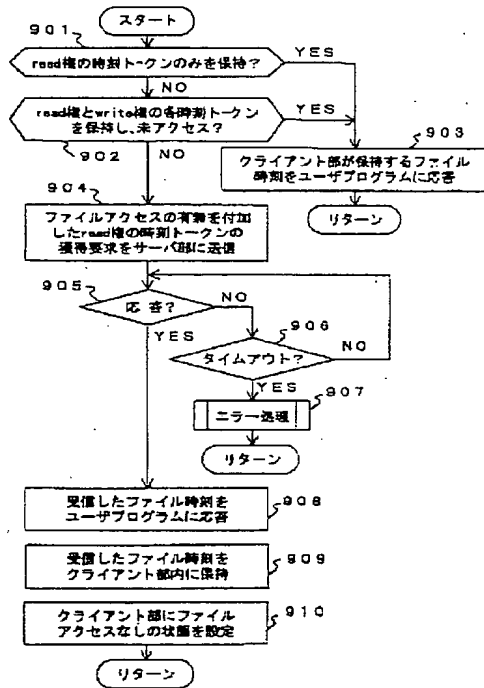 スタート
901
read権の時刻トークンのみを保持？
YES
NO
read権とwrite権の各時刻トークン
を保持し、未アクセス？
YES
902
NO
903
クライアント部が保持するファイル
時刻をユーザプログラムに応答
リターン
904
ファイルアクセスの有無を付加
したread権の時刻トークンの
獲得要求をサーバ部に送信
905
応答？
NO
YES
906
タイムアウト？
NO
YES
907
エラー処理
リターン
受信したファイル時刻を
ユーザプログラムに応答
908
受信したファイル時刻を
クライアント部内に保持
909
クライアント部にファイル
アクセスなしの状態を設定
910
リターン